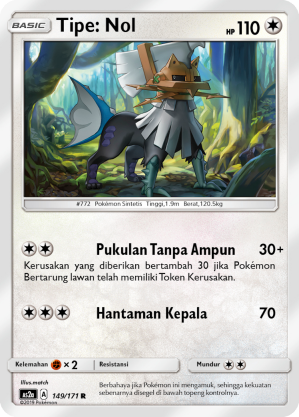 BASIC Tipe: Nol HP 110
#772 Pokémon Sintetis Tinggi,1.9m Berat,120.5kg
Pukulan Tanpa Ampun 30+
Kerusakan yang diberikan bertambah 30 jika Pokémon
Bertarung lawan telah memiliki Token Kerusakan.
Hantaman Kepala 70
Kelemahan × 2 Resistansi Mundur
Illus.match
AS2a A 149/171 R
©2019 Pokémon
Berbahaya jika Pokémon ini mengamuk, sehingga kekuatan
sebenarnya disegel di bawah topeng kontrolnya.